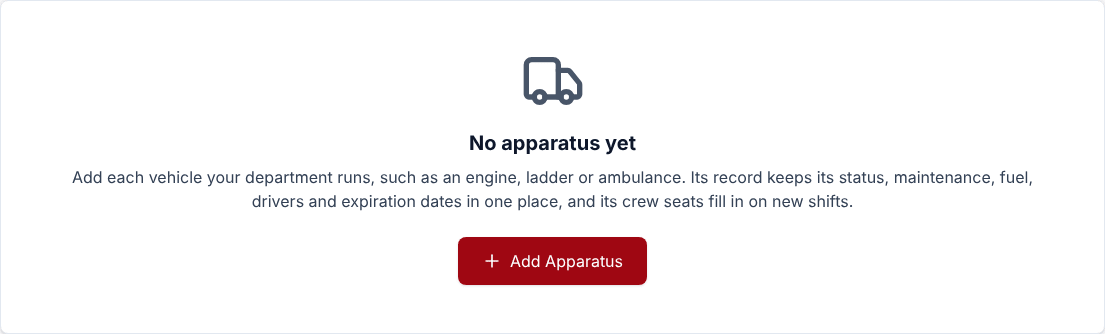 No apparatus yet
Add each vehicle your department runs, such as an engine, ladder or ambulance. Its record keeps its status, maintenance, fuel,
drivers and expiration dates in one place, and its crew seats fill in on new shifts.
Add Apparatus